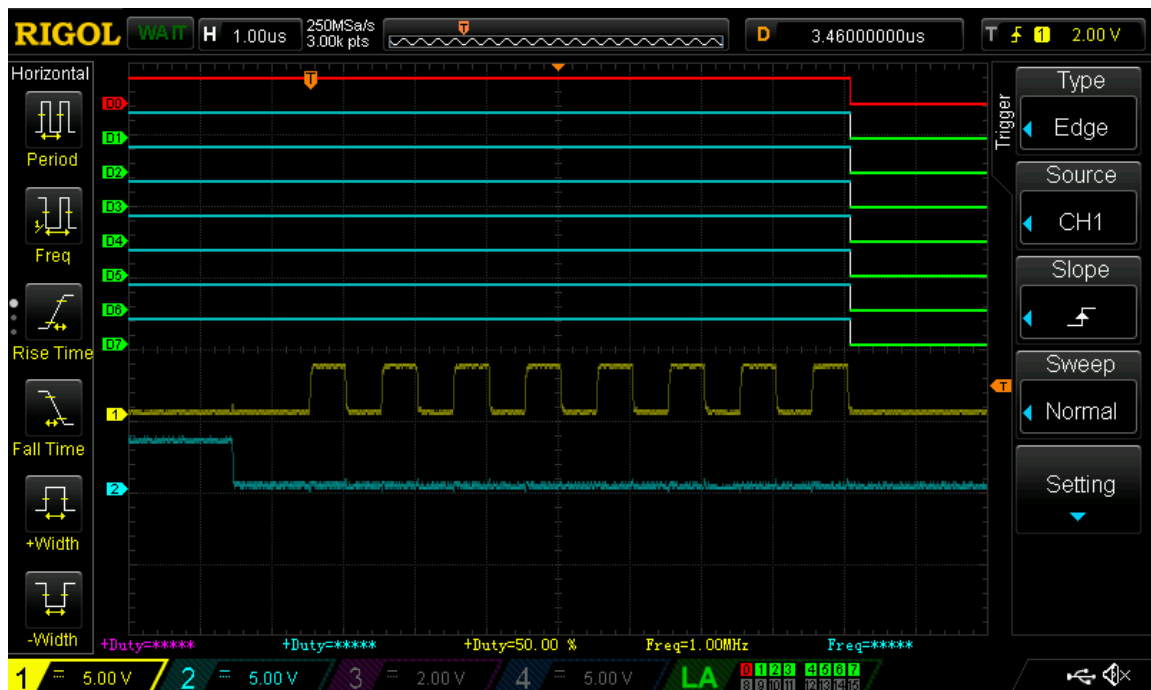 RIGOL WAIT H 1.00us 250MSa/s 3.00k pts T D 3.46000000us T 1 2.00 V
Horizontal
Period
1/
Freq
Rise Time
Fall Time
+Width
-Width
T
D0
D1
D2
D3
D4
D5
D6
D7
1
2
T
+Duty=***** +Duty=***** +Duty=50.00 % Freq=1.00MHz Freq=*****
Trigger
Type
Edge
Source
CH1
Slope
Sweep
Normal
Setting
1 = 5.00 V 2 = 5.00 V 3 = 2.00 V 4 = 5.00 V LA 0 1 2 3 4 5 6 7
8 9 10 11 12 13 14 15